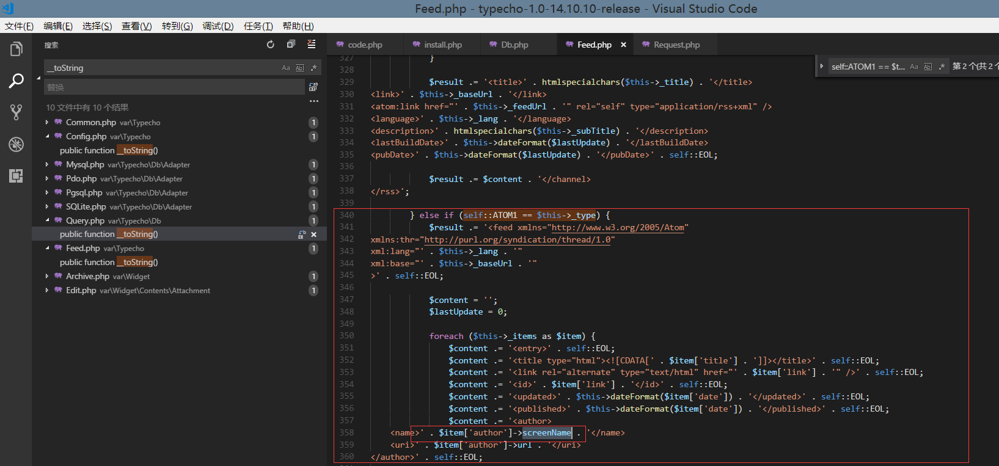 Feed.php - typecho-1.0-14.10.10-release - Visual Studio Code
文件(F) 编辑(E) 选择(S) 查看(V) 转到(G) 调试(D) 任务(T) 帮助(H)
搜索
__toString
Aa Abl .*
替换
...
10 文件中有 10 个结果
Common.php var\Typecho 1
Config.php var\Typecho 1
public function __toString()
Mysql.php var\Typecho\Db\Adapter 1
Pdo.php var\Typecho\Db\Adapter 1
Pgsql.php var\Typecho\Db\Adapter 1
SQLite.php var\Typecho\Db\Adapter 1
Query.php var\Typecho\Db 1
public function __toString()
Feed.php var\Typecho 1
public function __toString()
Archive.php var\Widget 1
Edit.php var\Widget\Contents\Attachment 1
code.php install.php Db.php Feed.php Request.php
self::ATOM1 == $t... Aa Abl .* 第 2 个(共 2 个
327 }
328
329 $result .= '<title>' . htmlspecialchars($this->_title) . '</title>
330 <link>' . $this->_baseUrl . '</link>
331 <atom:link href="' . $this->_feedUrl . '" rel="self" type="application/rss+xml" />
332 <language>' . $this->_lang . '</language>
333 <description>' . htmlspecialchars($this->_subTitle) . '</description>
334 <lastBuildDate>' . $this->dateFormat($lastUpdate) . '</lastBuildDate>
335 <pubDate>' . $this->dateFormat($lastUpdate) . '</pubDate>' . self::EOL;
336
337 $result .= $content . '</channel>
338 </rss>';
339
340 } else if (self::ATOM1 == $this->_type) {
341 $result .= '<feed xmlns="http://www.w3.org/2005/Atom"
342 xmlns:thr="http://purl.org/syndication/thread/1.0"
343 xml:lang="' . $this->_lang . '"
344 xml:base="' . $this->_baseUrl . '"
345 >' . self::EOL;
346
347 $content = '';
348 $lastUpdate = 0;
349
350 foreach ($this->_items as $item) {
351 $content .= '<entry>' . self::EOL;
352 $content .= '<title type="html"><![CDATA[' . $item['title'] . ']]></title>' . self::EOL;
353 $content .= '<link rel="alternate" type="text/html" href="' . $item['link'] . '" />' . self::EOL;
354 $content .= '<id>' . $item['link'] . '</id>' . self::EOL;
355 $content .= '<updated>' . $this->dateFormat($item['date']) . '</updated>' . self::EOL;
356 $content .= '<published>' . $this->dateFormat($item['date']) . '</published>' . self::EOL;
357 $content .= '<author>
358 <name>' . $item['author']->screenName . '</name>
359 <uri>' . $item['author']->url . '</uri>
360 </author>' . self::EOL;